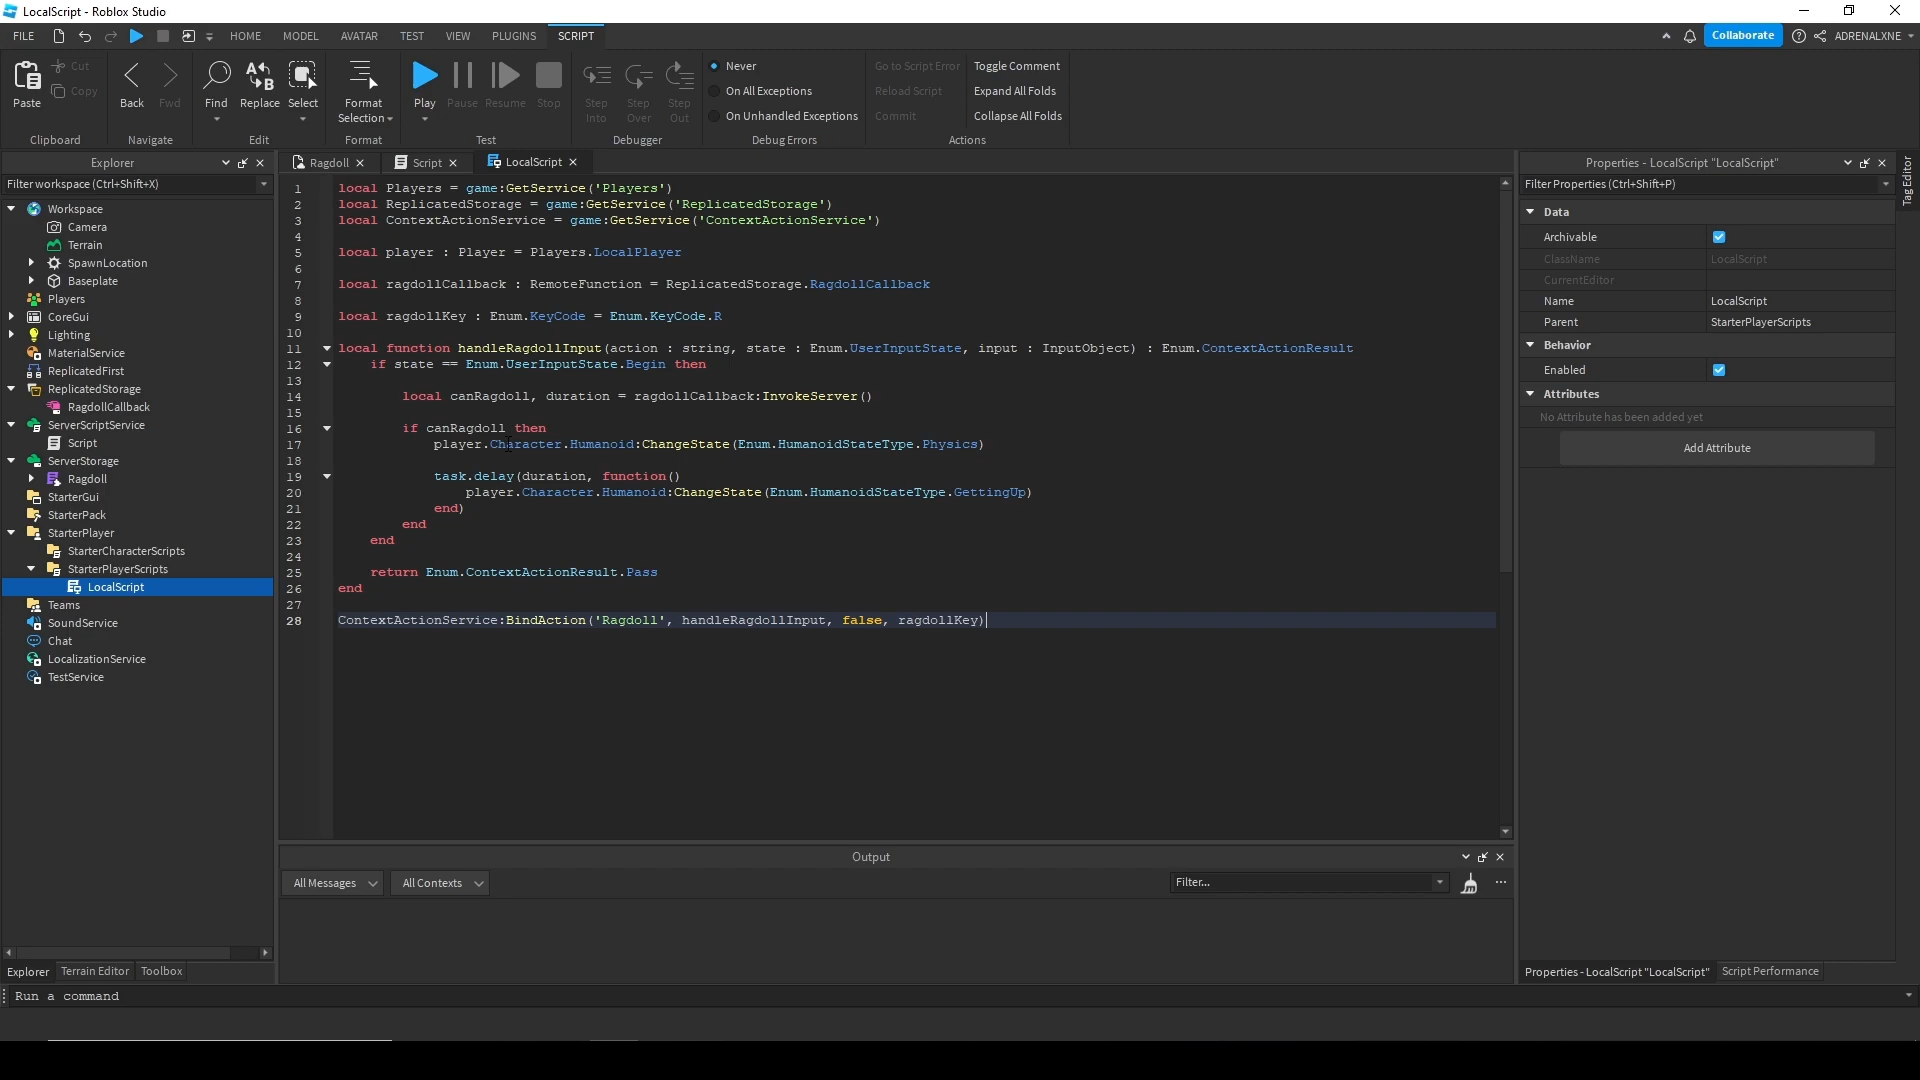 LocalScript - Roblox Studio
FILE HOME MODEL AVATAR TEST VIEW PLUGINS SCRIPT Collaborate ADRENALXNE
Paste Cut Copy
Clipboard
Back Fwd
Navigate
Find Replace Select
Edit
Format Selection
Format
Play Pause Resume Stop
Test
Step Into Step Over Step Out
Debugger
Never
On All Exceptions
On Unhandled Exceptions
Debug Errors
Go to Script Error
Reload Script
Commit
Toggle Comment
Expand All Folds
Collapse All Folds
Actions
Explorer
Filter workspace (Ctrl+Shift+X)
Workspace
Camera
Terrain
SpawnLocation
Baseplate
Players
CoreGui
Lighting
MaterialService
ReplicatedFirst
ReplicatedStorage
RagdollCallback
ServerScriptService
Script
ServerStorage
Ragdoll
StarterGui
StarterPack
StarterPlayer
StarterCharacterScripts
StarterPlayerScripts
LocalScript
Teams
SoundService
Chat
LocalizationService
TestService
Explorer Terrain Editor Toolbox
Ragdoll Script LocalScript
1 local Players = game:GetService('Players')
2 local ReplicatedStorage = game:GetService('ReplicatedStorage')
3 local ContextActionService = game:GetService('ContextActionService')
4
5 local player : Player = Players.LocalPlayer
6
7 local ragdollCallback : RemoteFunction = ReplicatedStorage.RagdollCallback
8
9 local ragdollKey : Enum.KeyCode = Enum.KeyCode.R
10
11 local function handleRagdollInput(action : string, state : Enum.UserInputState, input : InputObject) : Enum.ContextActionResult
12 if state == Enum.UserInputState.Begin then
13
14 local canRagdoll, duration = ragdollCallback:InvokeServer()
15
16 if canRagdoll then
17 player.Character.Humanoid:ChangeState(Enum.HumanoidStateType.Physics)
18
19 task.delay(duration, function()
20 player.Character.Humanoid:ChangeState(Enum.HumanoidStateType.GettingUp)
21 end)
22 end
23 end
24
25 return Enum.ContextActionResult.Pass
26 end
27
28 ContextActionService:BindAction('Ragdoll', handleRagdollInput, false, ragdollKey)
Output
All Messages All Contexts Filter... ...
Properties - LocalScript "LocalScript"
Filter Properties (Ctrl+Shift+P)
Data
Archivable
ClassName LocalScript
CurrentEditor
Name LocalScript
Parent StarterPlayerScripts
Behavior
Enabled
Attributes
No Attribute has been added yet
Add Attribute
Properties - LocalScript "LocalScript" Script Performance
Tag Editor
Run a command